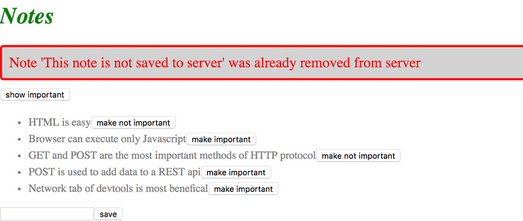 Notes
Note 'This note is not saved to server' was already removed from server
show important
• HTML is easy make not important
• Browser can execute only Javascript make important
• GET and POST are the most important methods of HTTP protocol make not important
• POST is used to add data to a REST api make important
• Network tab of devtools is most benefical make important
save